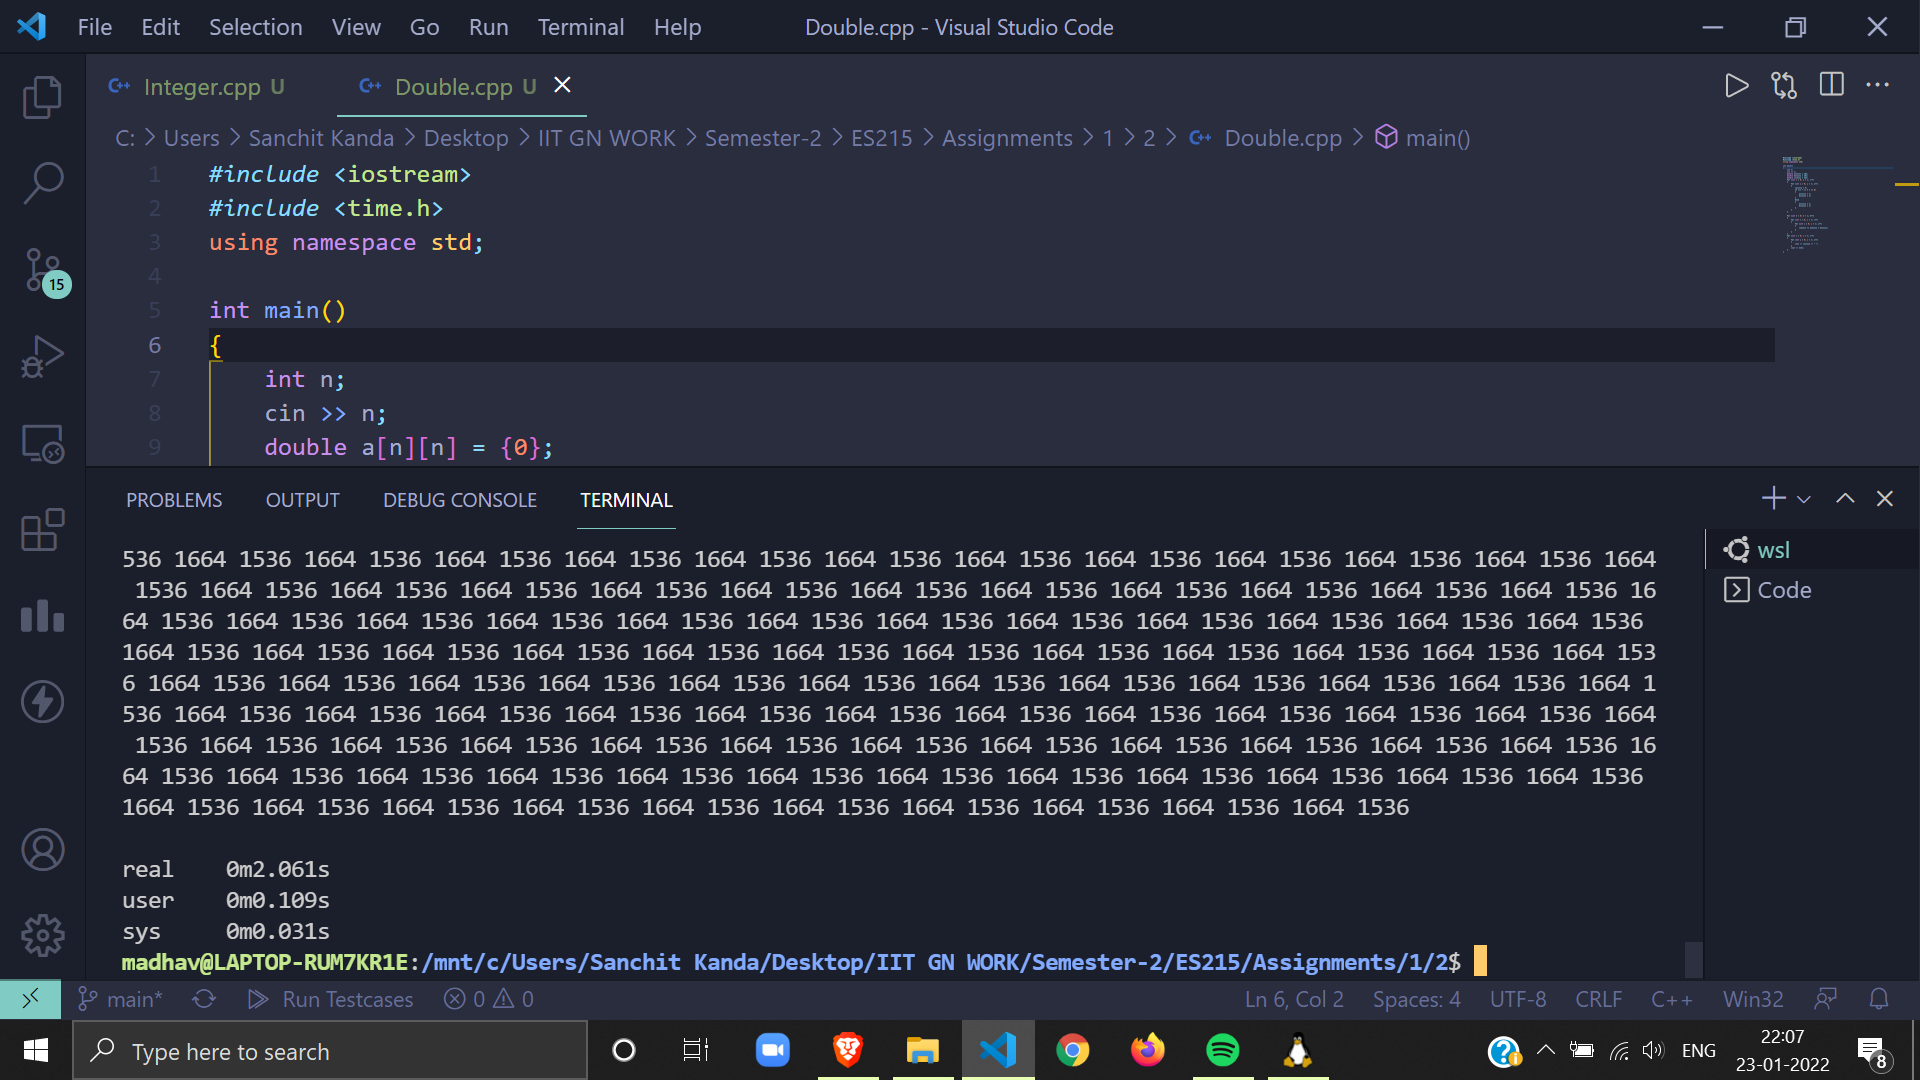 File Edit Selection View Go Run Terminal Help Double.cpp - Visual Studio Code
Integer.cpp U Double.cpp U
C: > Users > Sanchit Kanda > Desktop > IIT GN WORK > Semester-2 > ES215 > Assignments > 1 > 2 > Double.cpp > main()
1 #include <iostream>
2 #include <time.h>
3 using namespace std;
4
5 int main()
6 {
7 int n;
8 cin >> n;
9 double a[n][n] = {0};
15
PROBLEMS OUTPUT DEBUG CONSOLE TERMINAL
536 1664 1536 1664 1536 1664 1536 1664 1536 1664 1536 1664 1536 1664 1536 1664 1536 1664 1536 1664 1536 1664 1536 1664
1536 1664 1536 1664 1536 1664 1536 1664 1536 1664 1536 1664 1536 1664 1536 1664 1536 1664 1536 1664 1536 1664 1536 16
64 1536 1664 1536 1664 1536 1664 1536 1664 1536 1664 1536 1664 1536 1664 1536 1664 1536 1664 1536 1664 1536 1664 1536
1664 1536 1664 1536 1664 1536 1664 1536 1664 1536 1664 1536 1664 1536 1664 1536 1664 1536 1664 1536 1664 1536 1664 153
6 1664 1536 1664 1536 1664 1536 1664 1536 1664 1536 1664 1536 1664 1536 1664 1536 1664 1536 1664 1536 1664 1536 1664 1
536 1664 1536 1664 1536 1664 1536 1664 1536 1664 1536 1664 1536 1664 1536 1664 1536 1664 1536 1664 1536 1664 1536 1664
1536 1664 1536 1664 1536 1664 1536 1664 1536 1664 1536 1664 1536 1664 1536 1664 1536 1664 1536 1664 1536 1664 1536 16
64 1536 1664 1536 1664 1536 1664 1536 1664 1536 1664 1536 1664 1536 1664 1536 1664 1536 1664 1536 1664 1536 1664 1536
1664 1536 1664 1536 1664 1536 1664 1536 1664 1536 1664 1536 1664 1536 1664 1536 1664 1536 1664 1536
wsl
Code
real 0m2.061s
user 0m0.109s
sys 0m0.031s
madhav@LAPTOP-RUM7KR1E:/mnt/c/Users/Sanchit Kanda/Desktop/IIT GN WORK/Semester-2/ES215/Assignments/1/2$
main* Run Testcases 0 0 Ln 6, Col 2 Spaces: 4 UTF-8 CRLF C++ Win32
Type here to search ENG 22:07
23-01-2022 8